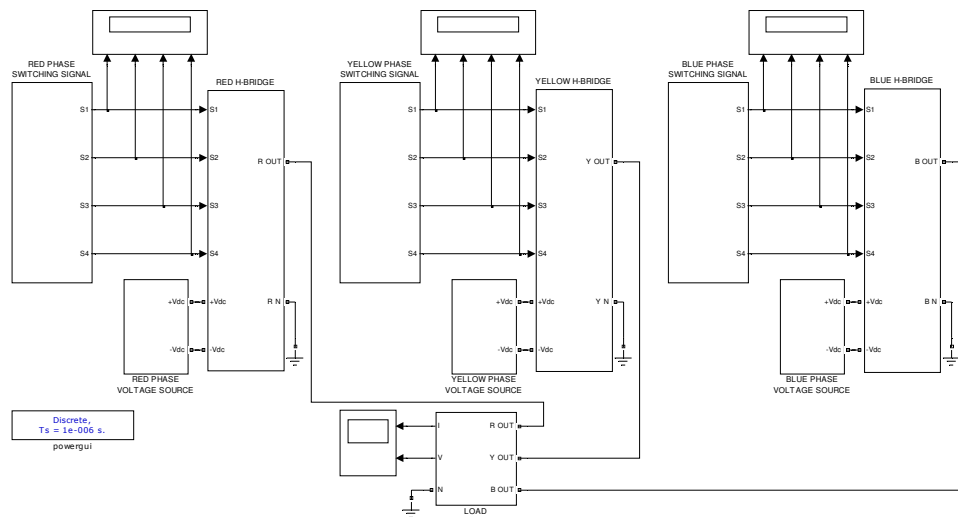 RED PHASE
SWITCHING SIGNAL
S1
S2
S3
S4
RED H-BRIDGE
S1
S2
S3
S4
R OUT
R N
+Vdc
-Vdc
+Vdc
-Vdc
RED PHASE
VOLTAGE SOURCE
YELLOW PHASE
SWITCHING SIGNAL
S1
S2
S3
S4
YELLOW H-BRIDGE
S1
S2
S3
S4
Y OUT
Y N
+Vdc
-Vdc
+Vdc
-Vdc
YELLOW PHASE
VOLTAGE SOURCE
BLUE PHASE
SWITCHING SIGNAL
S1
S2
S3
S4
BLUE H-BRIDGE
S1
S2
S3
S4
B OUT
B N
+Vdc
-Vdc
+Vdc
-Vdc
BLUE PHASE
VOLTAGE SOURCE
Discrete,
Ts = 1e-006 s.
powergui
I
V
N
R OUT
Y OUT
B OUT
LOAD